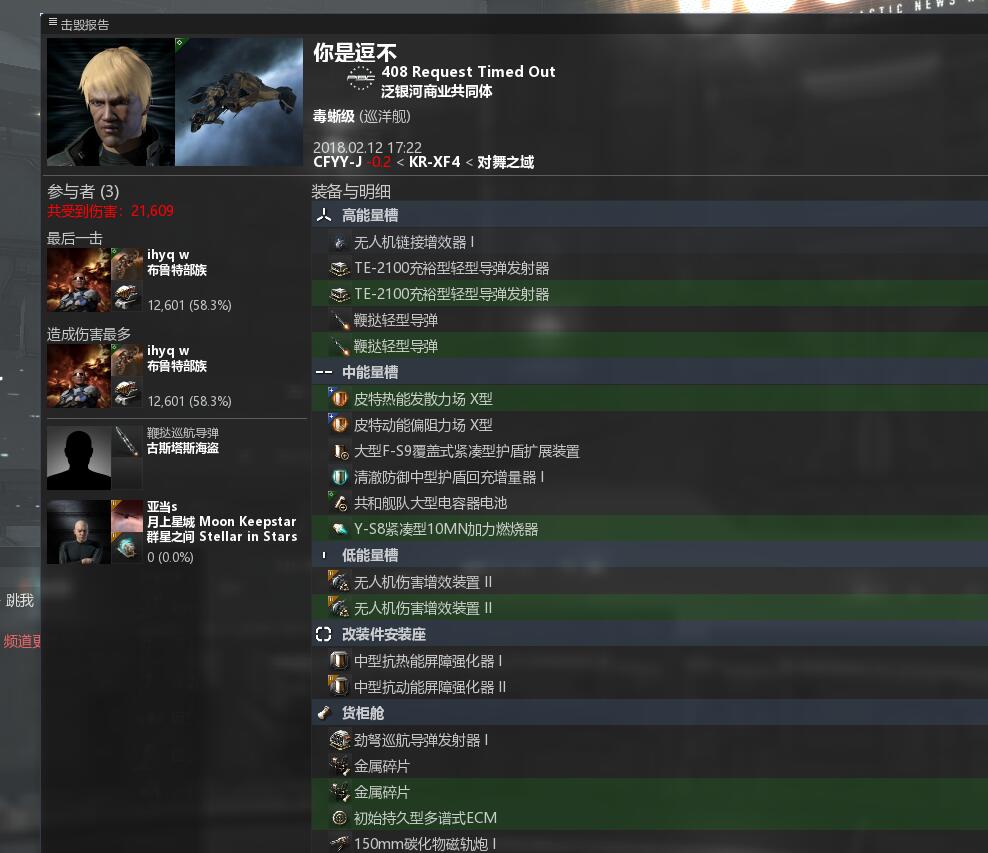 ASTIC NEWS
击毁报告
你是逗不
408 Request Timed Out
泛银河商业共同体
毒蜥级 (巡洋舰)
2018.02.12 17:22
CFYY-J -0.2 < KR-XF4 < 对舞之域
参与者 (3)
共受到伤害：21,609
最后一击
ihyq w
布鲁特部族
12,601 (58.3%)
造成伤害最多
ihyq w
布鲁特部族
12,601 (58.3%)
鞭挞巡航导弹
古斯塔斯海盗
亚当s
月上星城 Moon Keepstar
群星之间 Stellar in Stars
0 (0.0%)
跳我
频道更
装备与明细
高能量槽
无人机链接增效器 I
TE-2100充裕型轻型导弹发射器
TE-2100充裕型轻型导弹发射器
鞭挞轻型导弹
鞭挞轻型导弹
中能量槽
皮特热能发散力场 X型
皮特动能偏阻力场 X型
大型F-S9覆盖式紧凑型护盾扩展装置
清澈防御中型护盾回充增量器 I
共和舰队大型电容器电池
Y-S8紧凑型10MN加力燃烧器
低能量槽
无人机伤害增效装置 II
无人机伤害增效装置 II
改装件安装座
中型抗热能屏障强化器 I
中型抗动能屏障强化器 II
货柜舱
劲弩巡航导弹发射器 I
金属碎片
金属碎片
初始持久型多谱式ECM
150mm碳化物磁轨炮 I